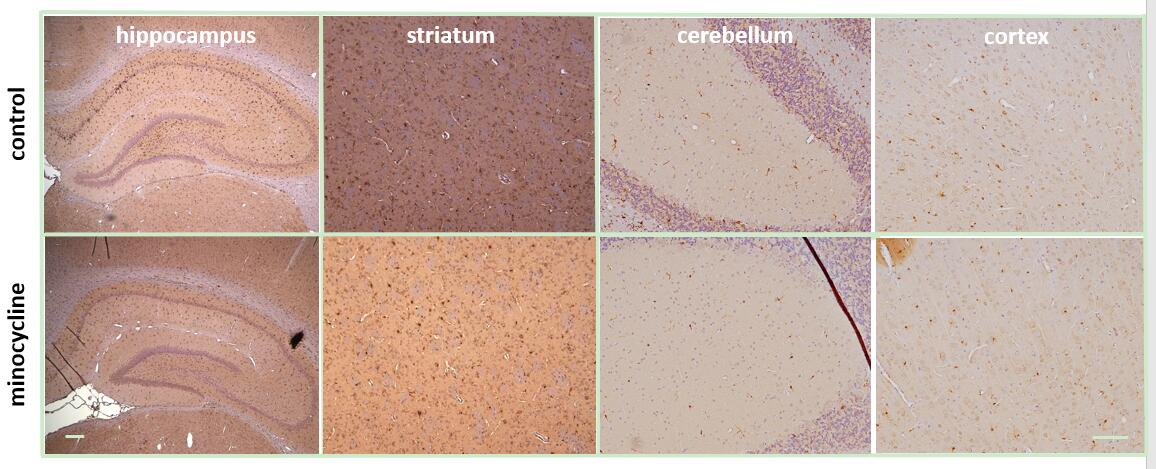 hippocampus
striatum
cerebellum
cortex
control
minocycline